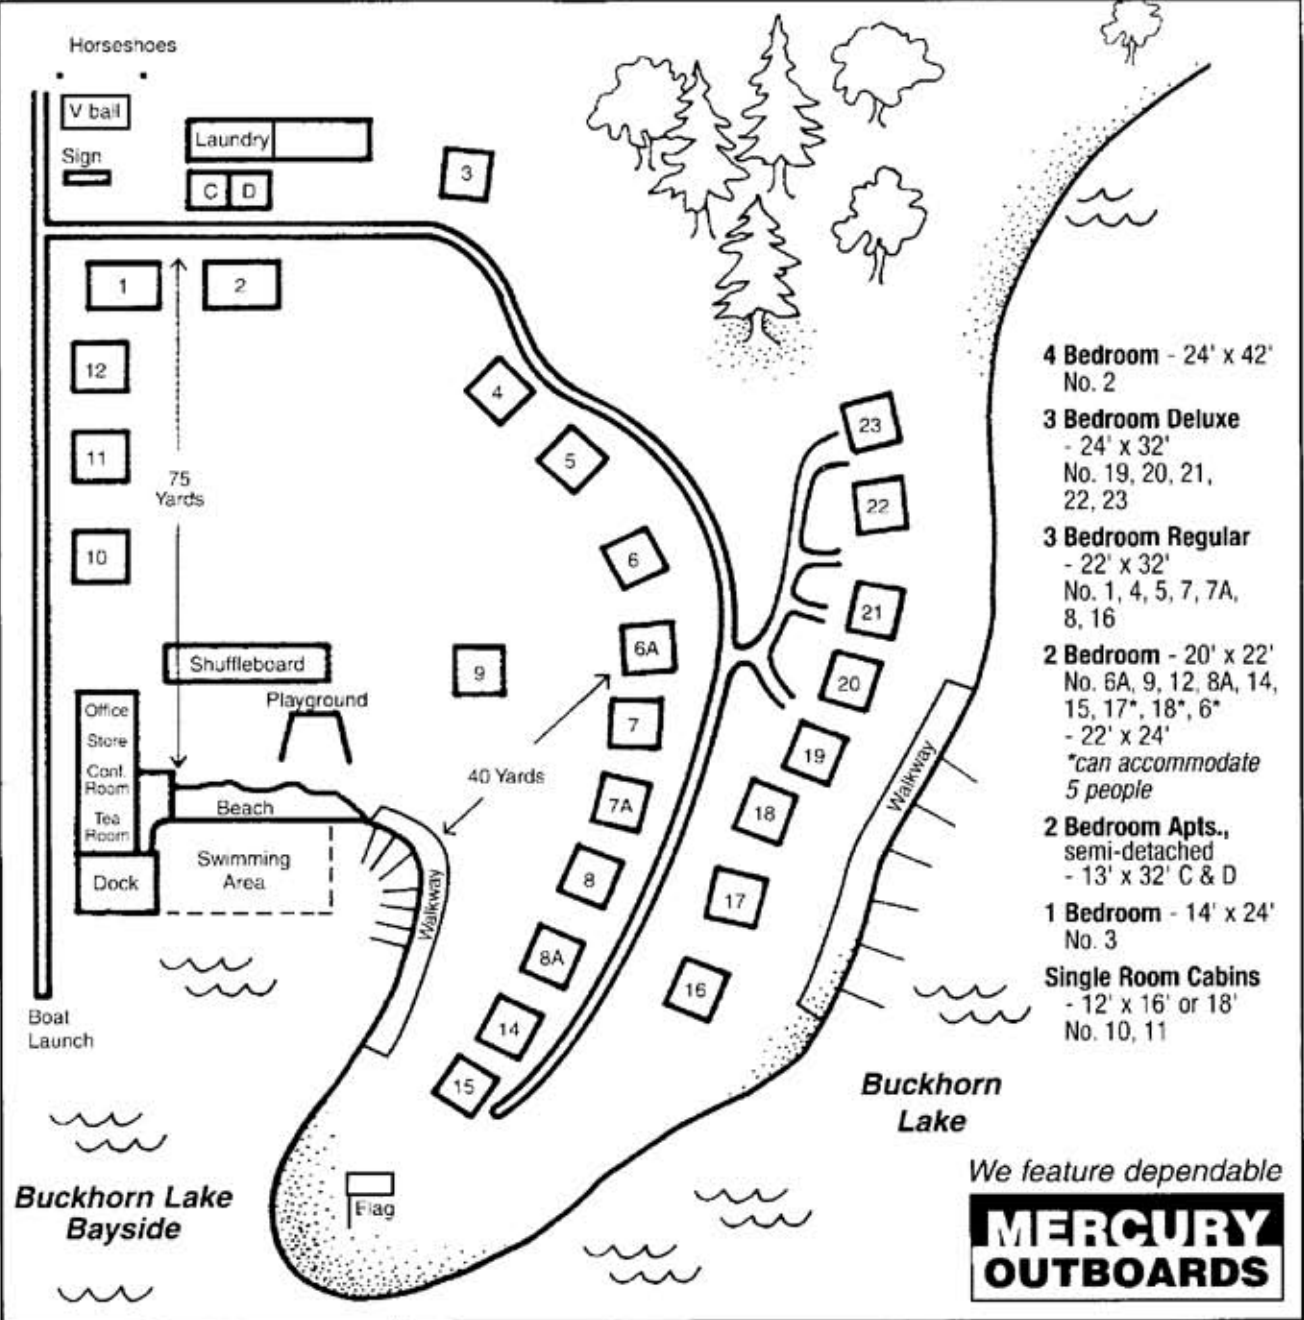 Horseshoes
V ball
Sign
Laundry
C D
3
1
2
12
11
10
75
Yards
4
5
6
6A
7
7A
8
8A
14
15
9
40 Yards
23
22
21
20
19
18
17
16
Shuffleboard
Playground
Office
Store
Conf.
Room
Tea
Room
Dock
Beach
Swimming
Area
Walkway
Walkway
Boat
Launch
Flag
Buckhorn Lake
Bayside
Buckhorn
Lake
4 Bedroom - 24' x 42'
No. 2
3 Bedroom Deluxe
- 24' x 32'
No. 19, 20, 21,
22, 23
3 Bedroom Regular
- 22' x 32'
No. 1, 4, 5, 7, 7A,
8, 16
2 Bedroom - 20' x 22'
No. 6A, 9, 12, 8A, 14,
15, 17*, 18*, 6*
- 22' x 24'
*can accommodate
5 people
2 Bedroom Apts.,
semi-detached
- 13' x 32' C & D
1 Bedroom - 14' x 24'
No. 3
Single Room Cabins
- 12' x 16' or 18'
No. 10, 11
We feature dependable
MERCURY
OUTBOARDS